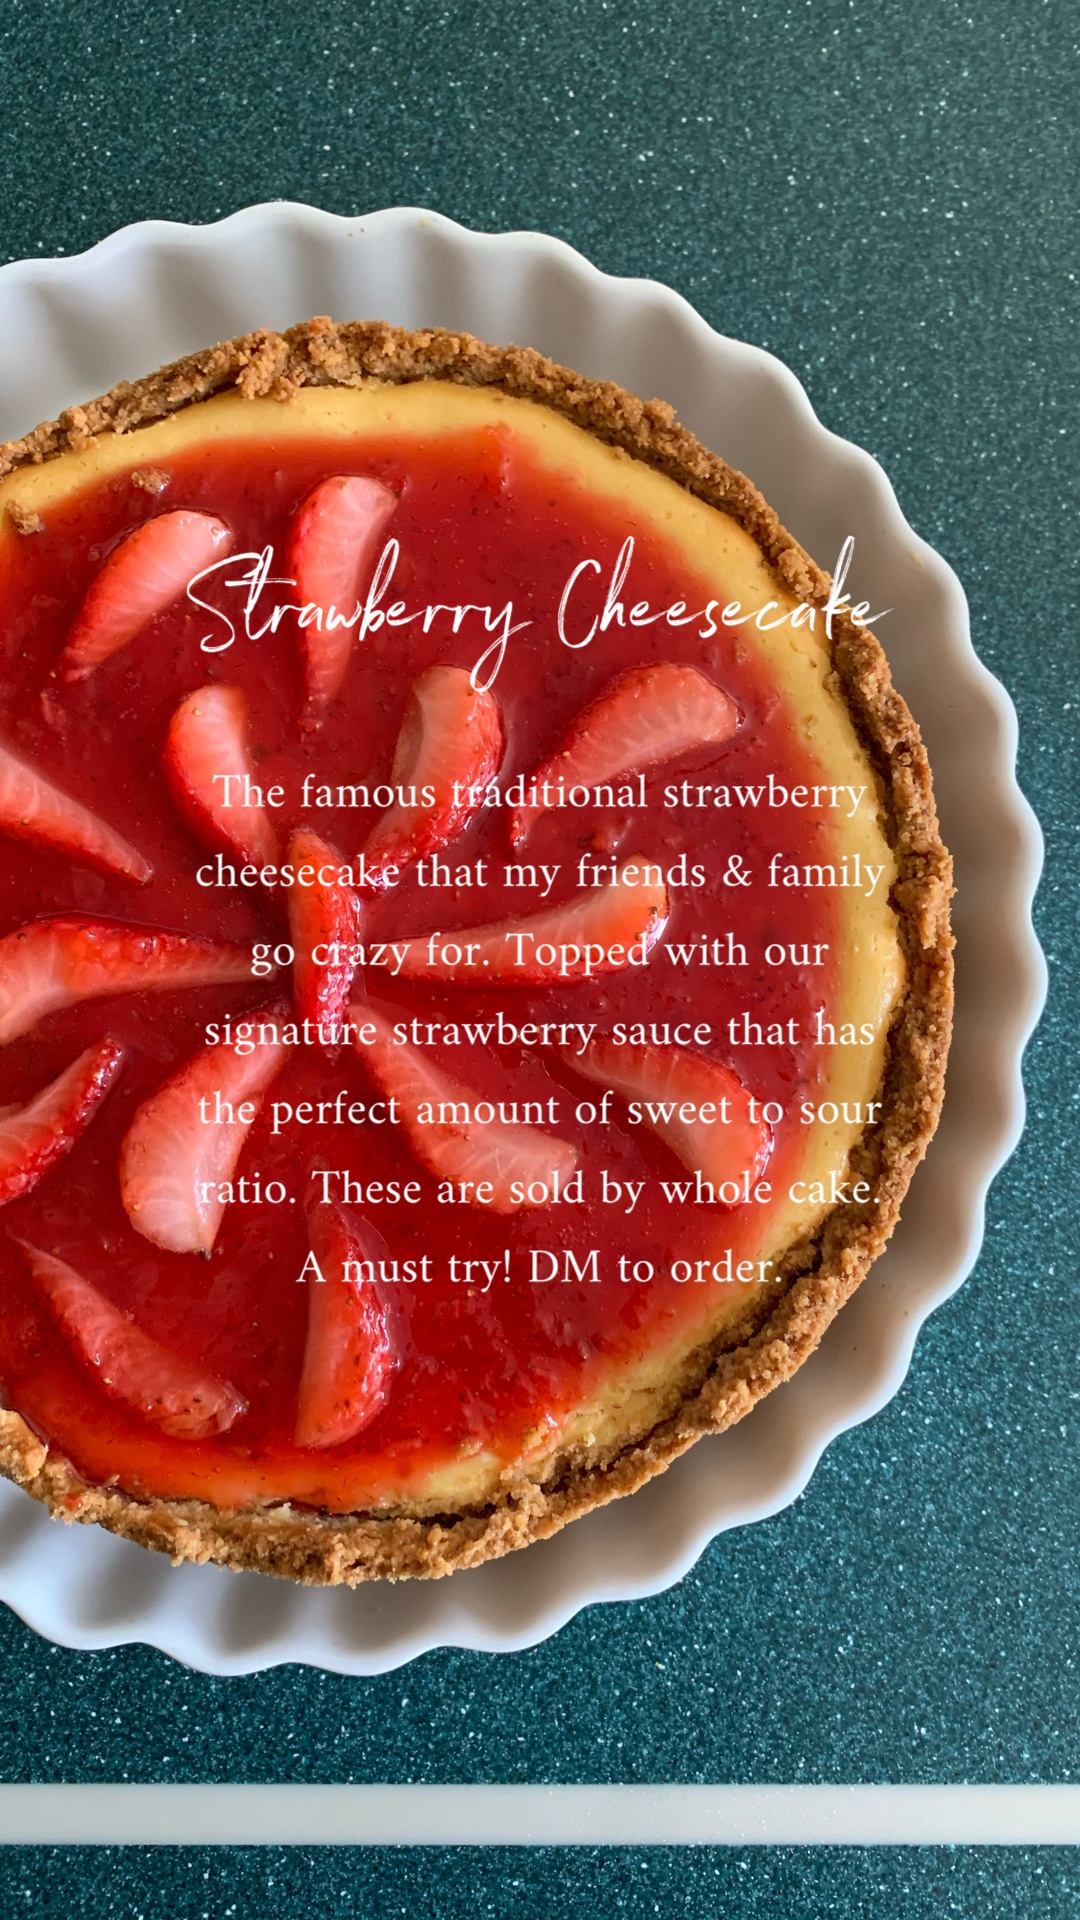 Strawberry Cheesecake
The famous traditional strawberry
cheesecake that my friends & family
go crazy for. Topped with our
signature strawberry sauce that has
the perfect amount of sweet to sour
ratio. These are sold by whole cake.
A must try! DM to order.